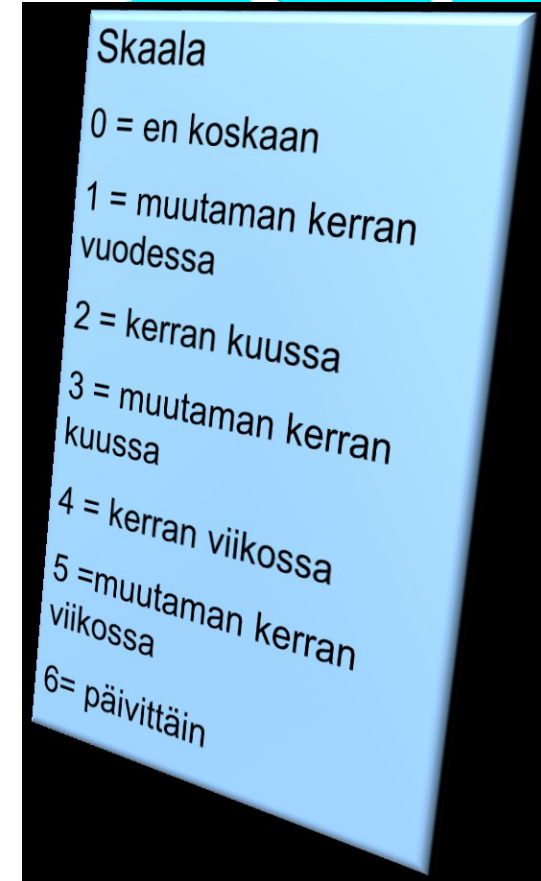 Skaala
0 = en koskaan
1 = muutaman kerran
vuodessa
2 = kerran kuussa
3 = muutaman kerran
kuussa
4 = kerran viikossa
5 =muutaman kerran
viikossa
6= päivittäin